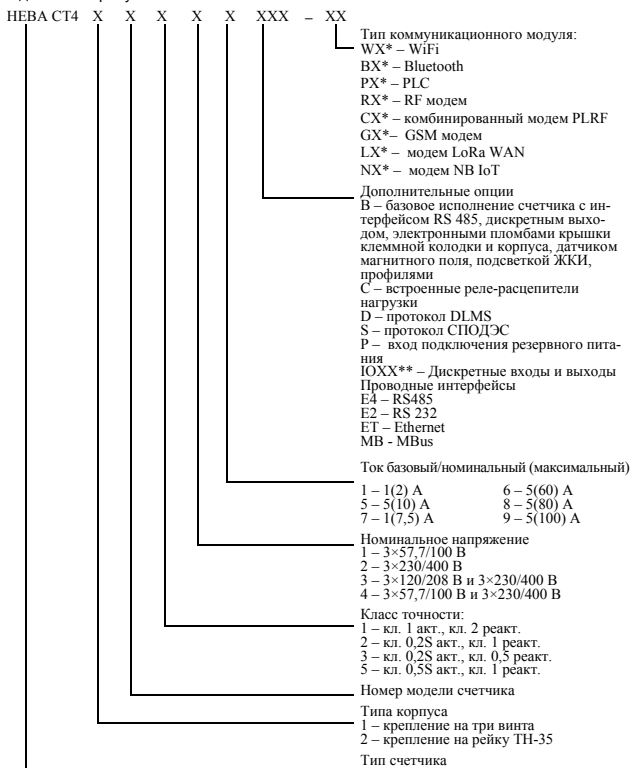 НЕВА СТ4 X X X X X XXX – XX
Тип коммуникационного модуля:
WX* – WiFi
BX* – Bluetooth
PX* – PLC
RX* – RF модем
CX* – комбинированный модем PLRF
GX*– GSM модем
LX* – модем LoRa WAN
NX* – модем NB IoT
Дополнительные опции
B – базовое исполнение счетчика с ин-
терфейсом RS 485, дискретным выхо-
дом, электронными пломбами крышки
клеммной колодки и корпуса, датчиком
магнитного поля, подсветкой ЖКИ,
профилями
C – встроенные реле-расцепители
нагрузки
D – протокол DLMS
S – протокол СПОДЭС
P – вход подключения резервного пита-
ния
IOXX** – Дискретные входы и выходы
Проводные интерфейсы
E4 – RS485
E2 – RS 232
ET – Ethernet
MB - MBus
Ток базовый/номинальный (максимальный)
1 – 1(2) А 6 – 5(60) А
5 – 5(10) А 8 – 5(80) А
7 – 1(7,5) А 9 – 5(100) А
Номинальное напряжение
1 – 3×57,7/100 В
2 – 3×230/400 В
3 – 3×120/208 В и 3×230/400 В
4 – 3×57,7/100 В и 3×230/400 В
Класс точности:
1 – кл. 1 акт., кл. 2 реакт.
2 – кл. 0,2S акт., кл. 1 реакт.
3 – кл. 0,2S акт., кл. 0,5 реакт.
5 – кл. 0,5S акт., кл. 1 реакт.
Номер модели счетчика
Типа корпуса
1 – крепление на три винта
2 – крепление на рейку ТН-35
Тип счетчика